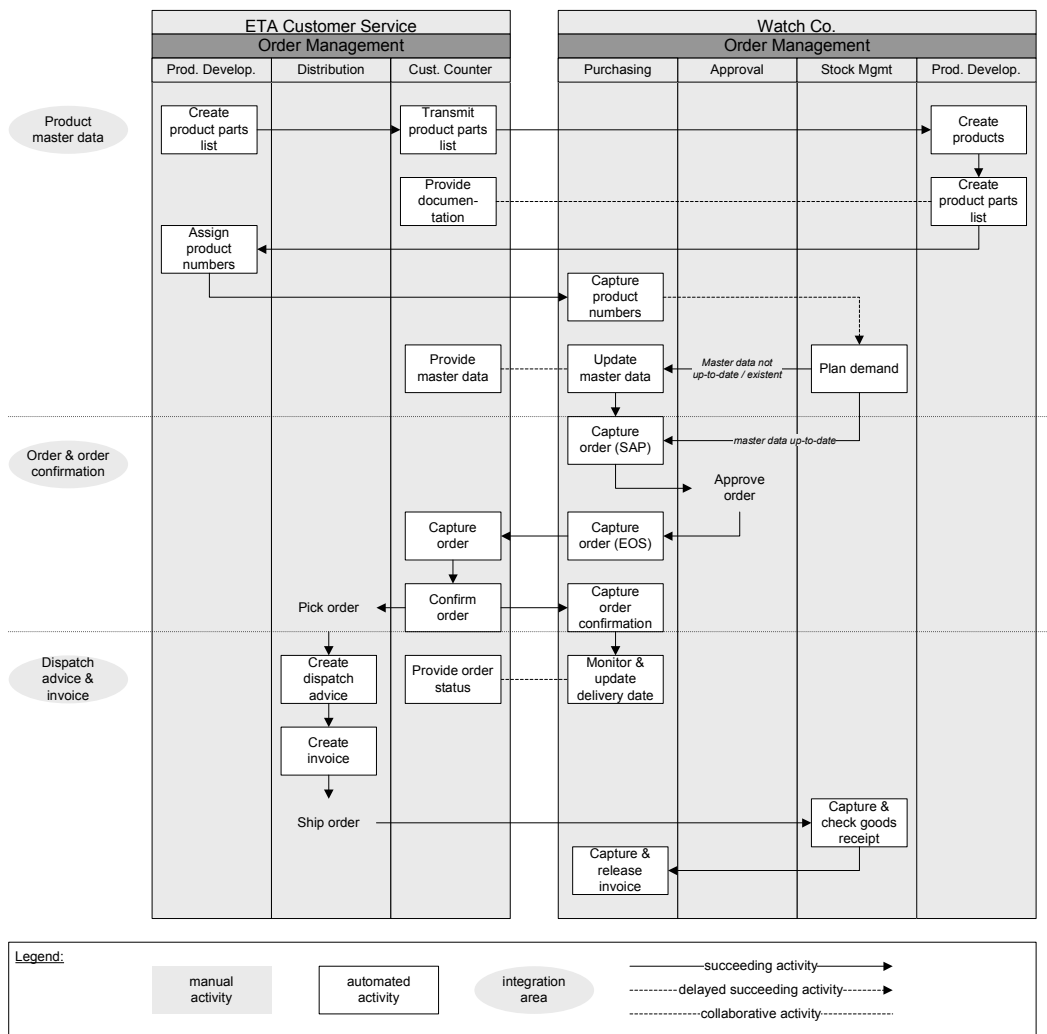 ETA Customer Service
Watch Co.
Order Management
Order Management
Prod. Develop.
Distribution
Cust. Counter
Purchasing
Approval
Stock Mgmt
Prod. Develop.
Product
master data
Create
product parts
list
Transmit
product parts
list
Create
products
Provide
documen-
tation
Create
product parts
list
Assign
product
numbers
Capture
product
numbers
Provide
master data
Update
master data
Master data not
up-to-date / existent
Plan demand
Order & order
confirmation
Capture
order (SAP)
master data up-to-date
Approve
order
Capture
order
Capture
order (EOS)
Pick order
Confirm
order
Capture
order
confirmation
Dispatch
advice &
invoice
Create
dispatch
advice
Provide order
status
Monitor &
update
delivery date
Create
invoice
Ship order
Capture &
check goods
receipt
Capture &
release
invoice
Legend:
manual
activity
automated
activity
integration
area
succeeding activity
delayed succeeding activity
collaborative activity